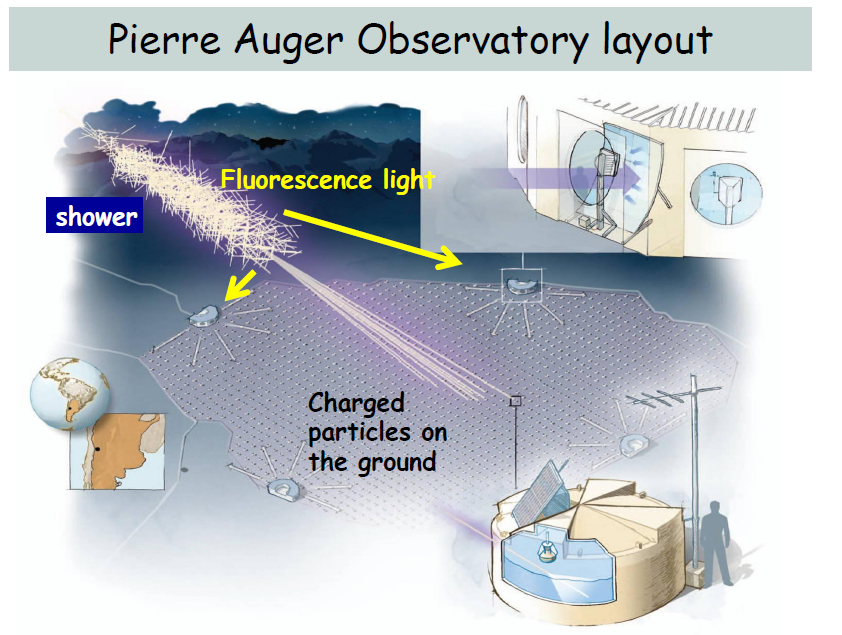 Pierre Auger Observatory layout
Fluorescence light
shower
Charged
particles on
the ground